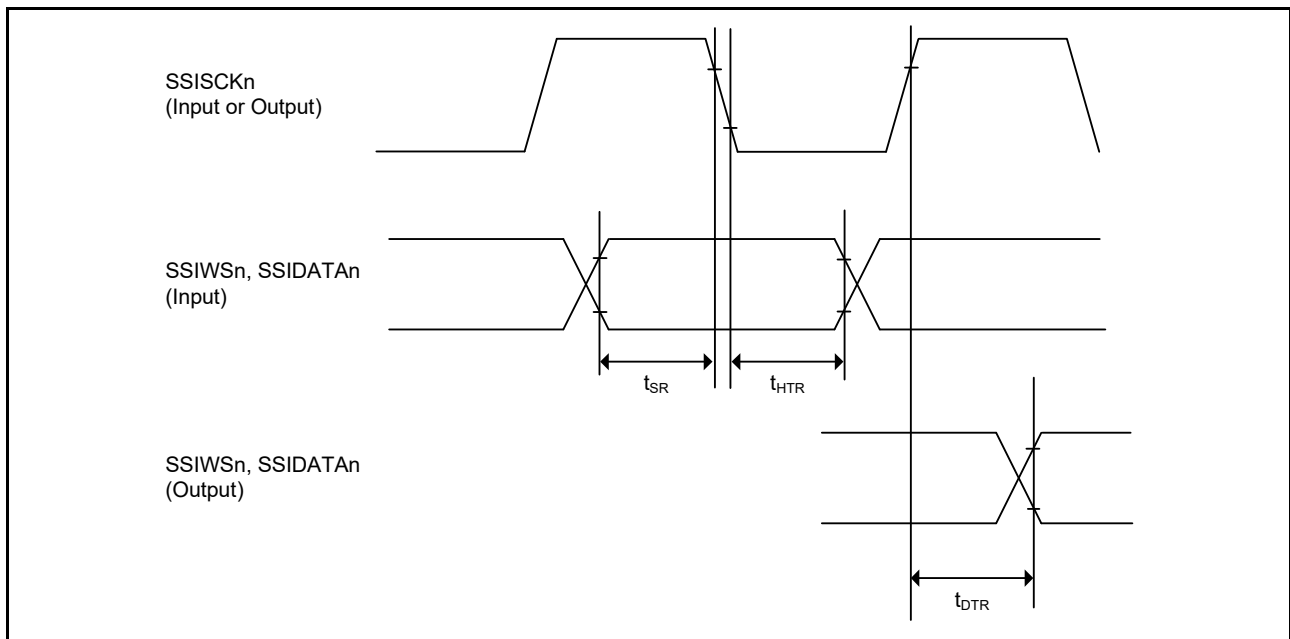 SSISCKn
(Input or Output)
SSIWSn, SSIDATAn
(Input)
tSR
tHTR
SSIWSn, SSIDATAn
(Output)
tDTR